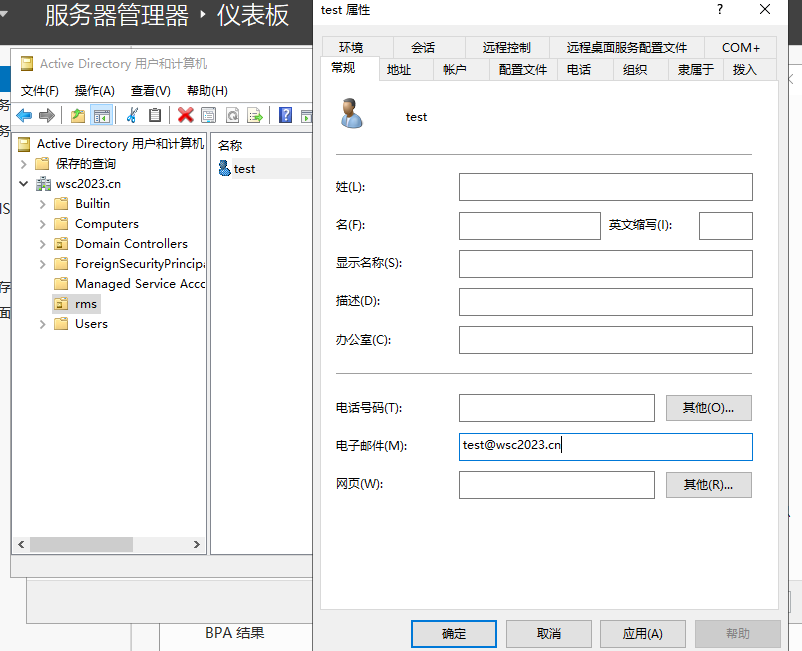 服务器管理器 · 仪表板
Active Directory 用户和计算机
文件(F) 操作(A) 查看(V) 帮助(H)
Active Directory 用户和计算机
保存的查询
wsc2023.cn
Builtin
Computers
Domain Controllers
ForeignSecurityPrincipa
Managed Service Acco
rms
Users
名称
test
BPA 结果
test 属性
?
环境 会话 远程控制 远程桌面服务配置文件 COM+
常规 地址 帐户 配置文件 电话 组织 隶属于 拨入
test
姓(L):
名(F): 英文缩写(I):
显示名称(S):
描述(D):
办公室(C):
电话号码(T): 其他(O)...
电子邮件(M): test@wsc2023.cn
网页(W): 其他(R)...
确定 取消 应用(A) 帮助